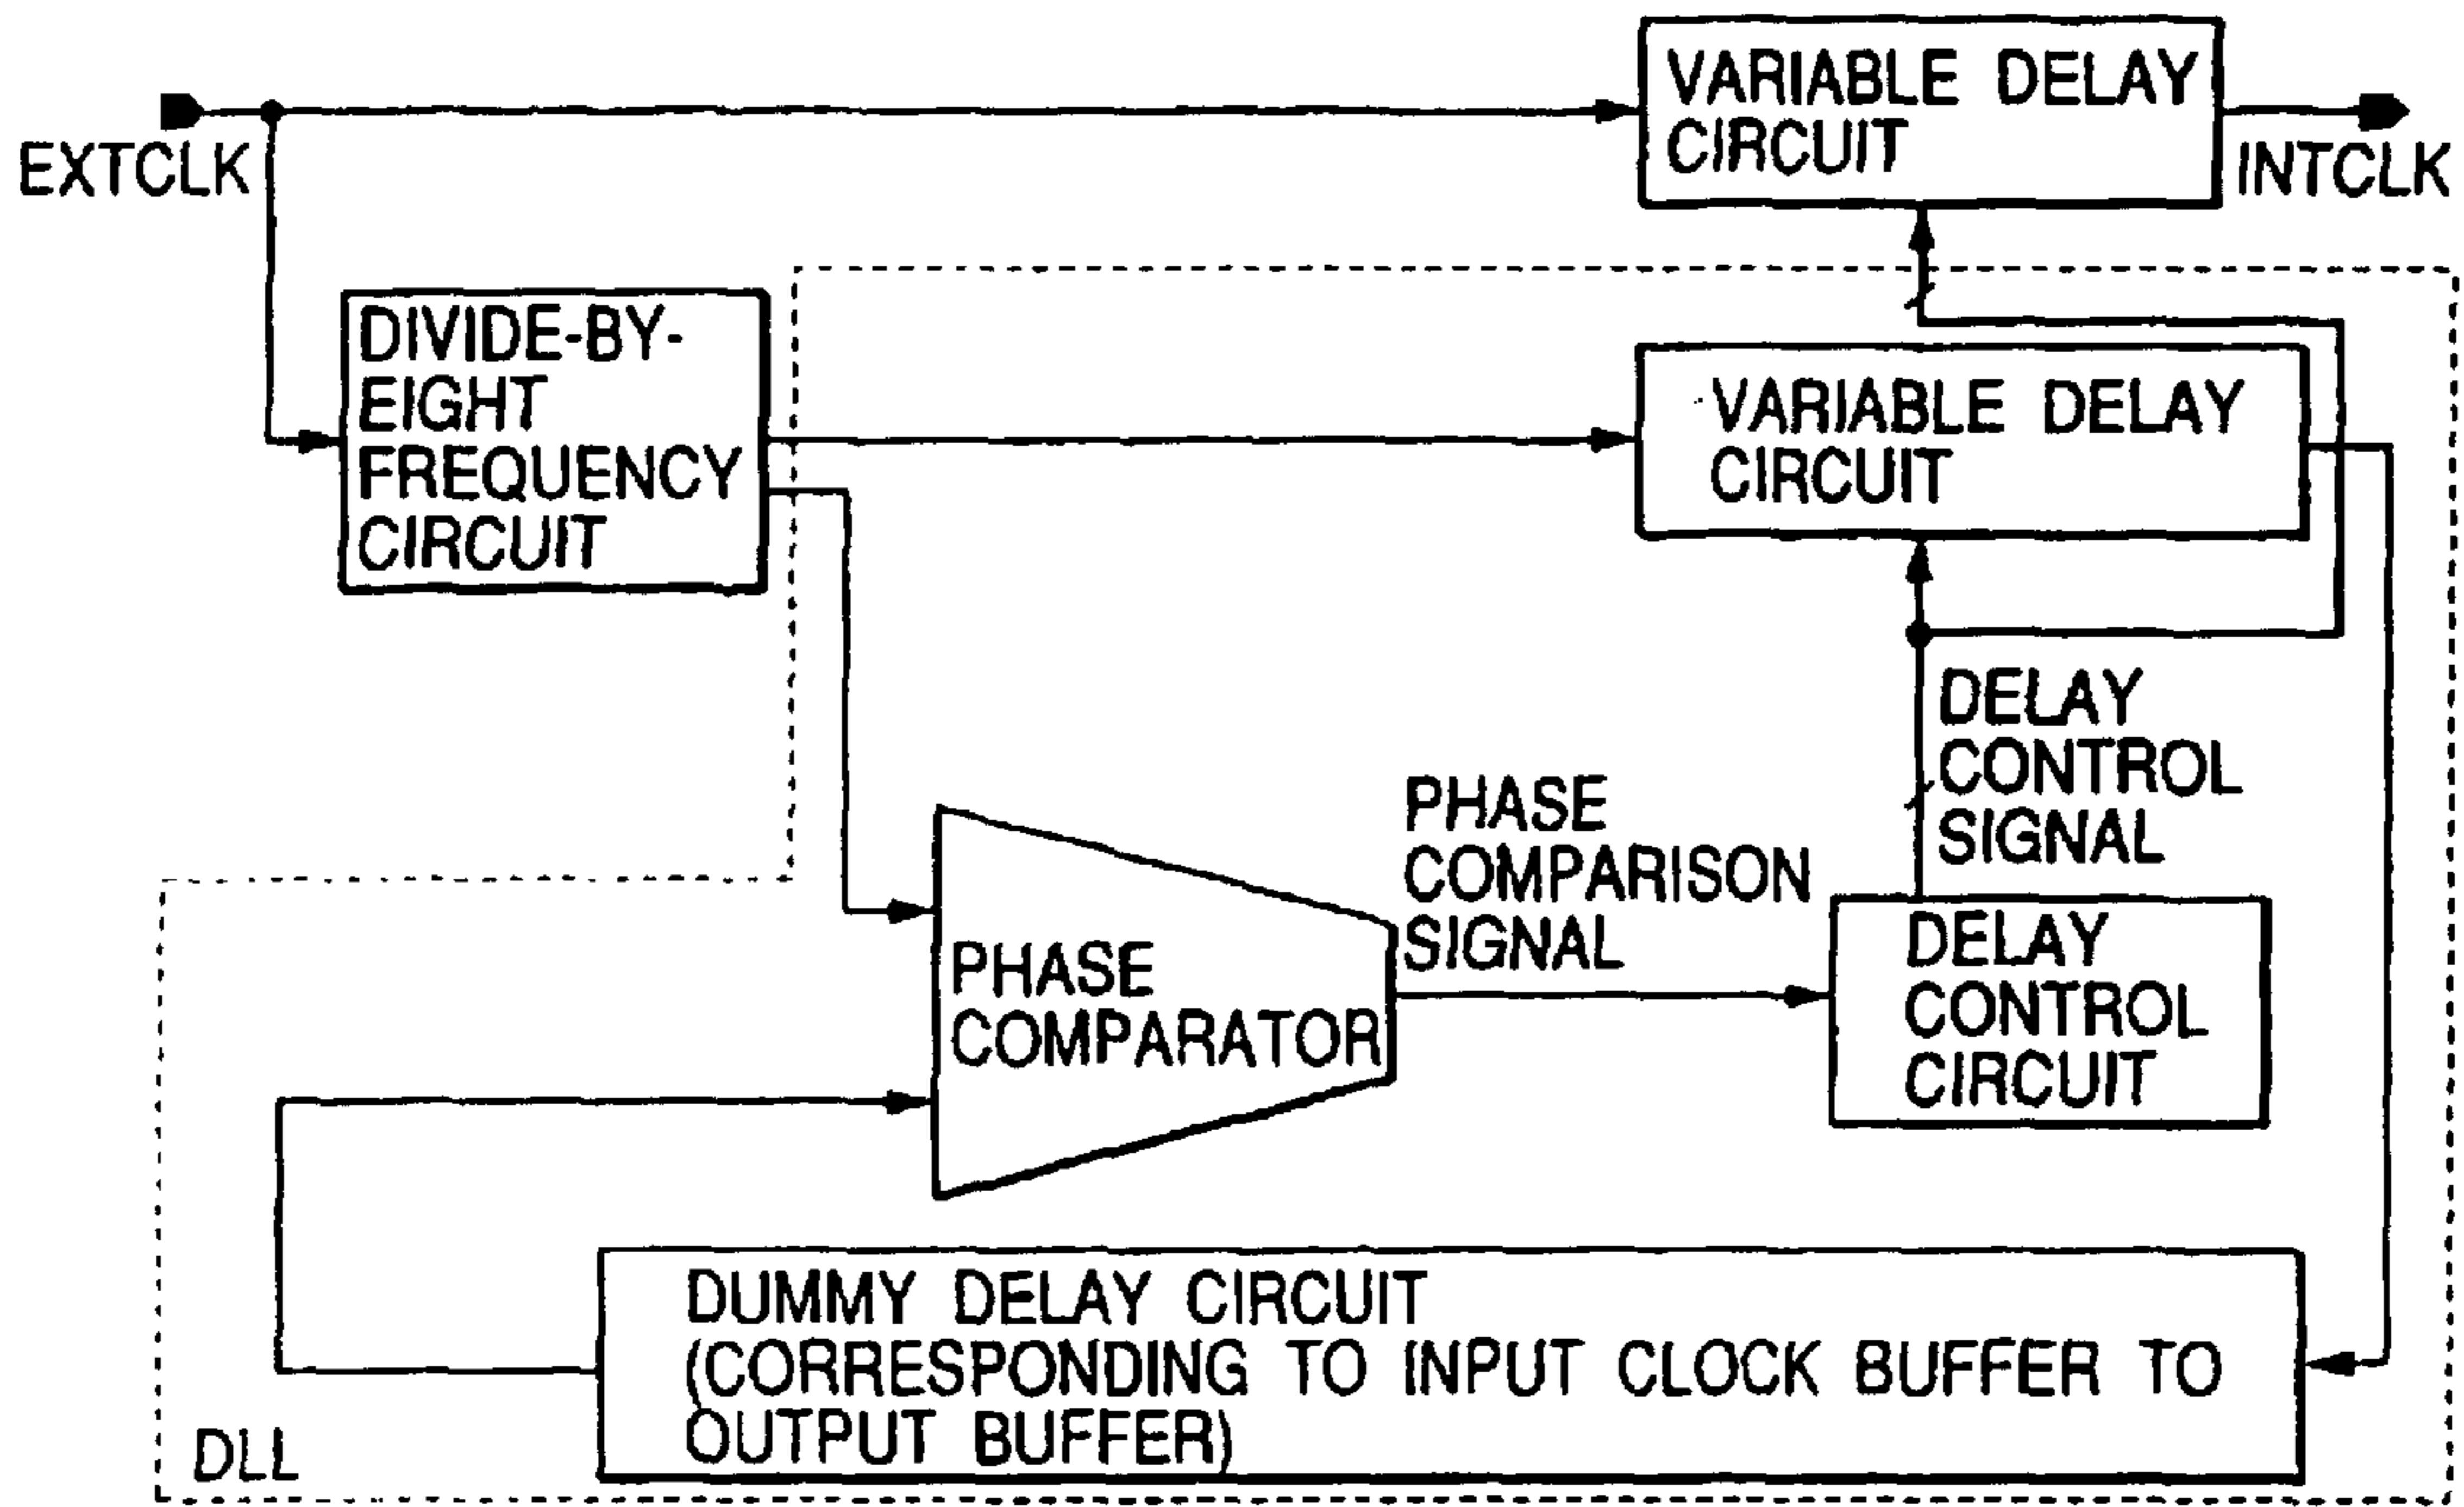 VARIABLE DELAY
CIRCUIT
EXTCLK
INTCLK
DIVIDE-BY-
EIGHT
FREQUENCY
CIRCUIT
VARIABLE DELAY
CIRCUIT
DELAY
CONTROL
SIGNAL
PHASE
COMPARISON
SIGNAL
PHASE
COMPARATOR
DELAY
CONTROL
CIRCUIT
DUMMY DELAY CIRCUIT
(CORRESPONDING TO INPUT CLOCK BUFFER TO
OUTPUT BUFFER)
DLL